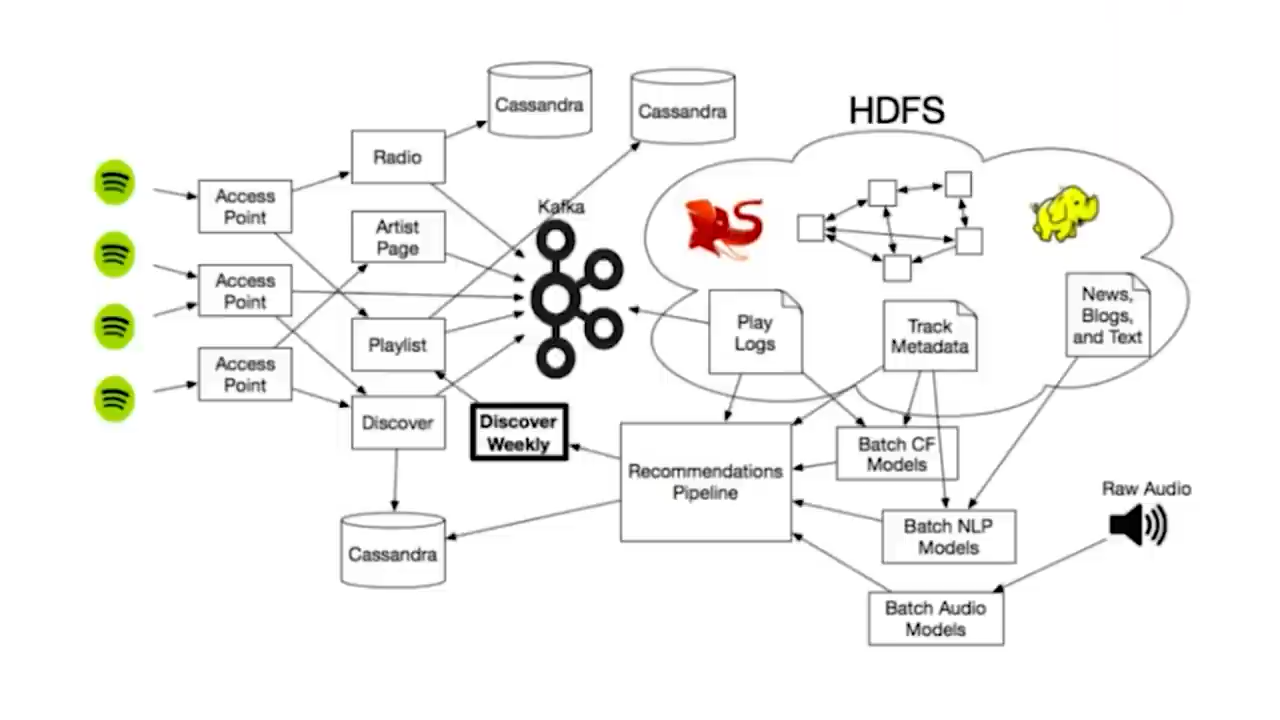 Cassandra
Cassandra
HDFS
Radio
Access
Point
Kafka
Artist
Page
Access
Point
News,
Blogs,
and Text
Play
Logs
Track
Metadata
Playlist
Access
Point
Discover
Discover
Weekly
Batch CF
Models
Recommendations
Pipeline
Raw Audio
Batch NLP
Models
Cassandra
Batch Audio
Models